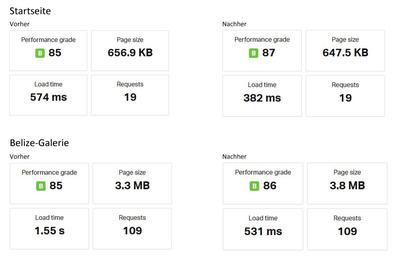 Startseite
Vorher Nachher
Performance grade Page size Performance grade Page size
B 85 656.9 KB B 87 647.5 KB
Load time Requests Load time Requests
574 ms 19 382 ms 19
Belize-Galerie
Vorher Nachher
Performance grade Page size Performance grade Page size
B 85 3.3 MB B 86 3.8 MB
Load time Requests Load time Requests
1.55 s 109 531 ms 109